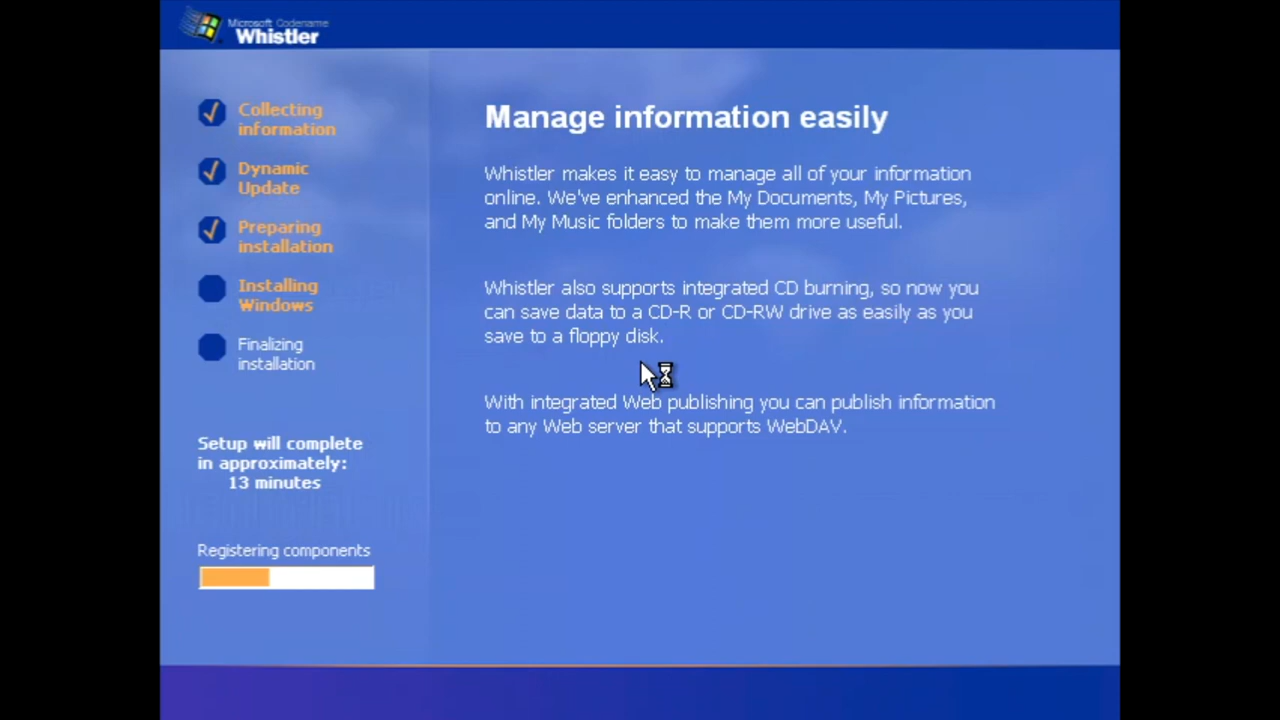 Microsoft Codename
Whistler
Collecting
information
Dynamic
Update
Preparing
installation
Installing
Windows
Finalizing
installation
Setup will complete
in approximately:
13 minutes
Registering components
Manage information easily
Whistler makes it easy to manage all of your information
online. We've enhanced the My Documents, My Pictures,
and My Music folders to make them more useful.
Whistler also supports integrated CD burning, so now you
can save data to a CD-R or CD-RW drive as easily as you
save to a floppy disk.
With integrated Web publishing you can publish information
to any Web server that supports WebDAV.